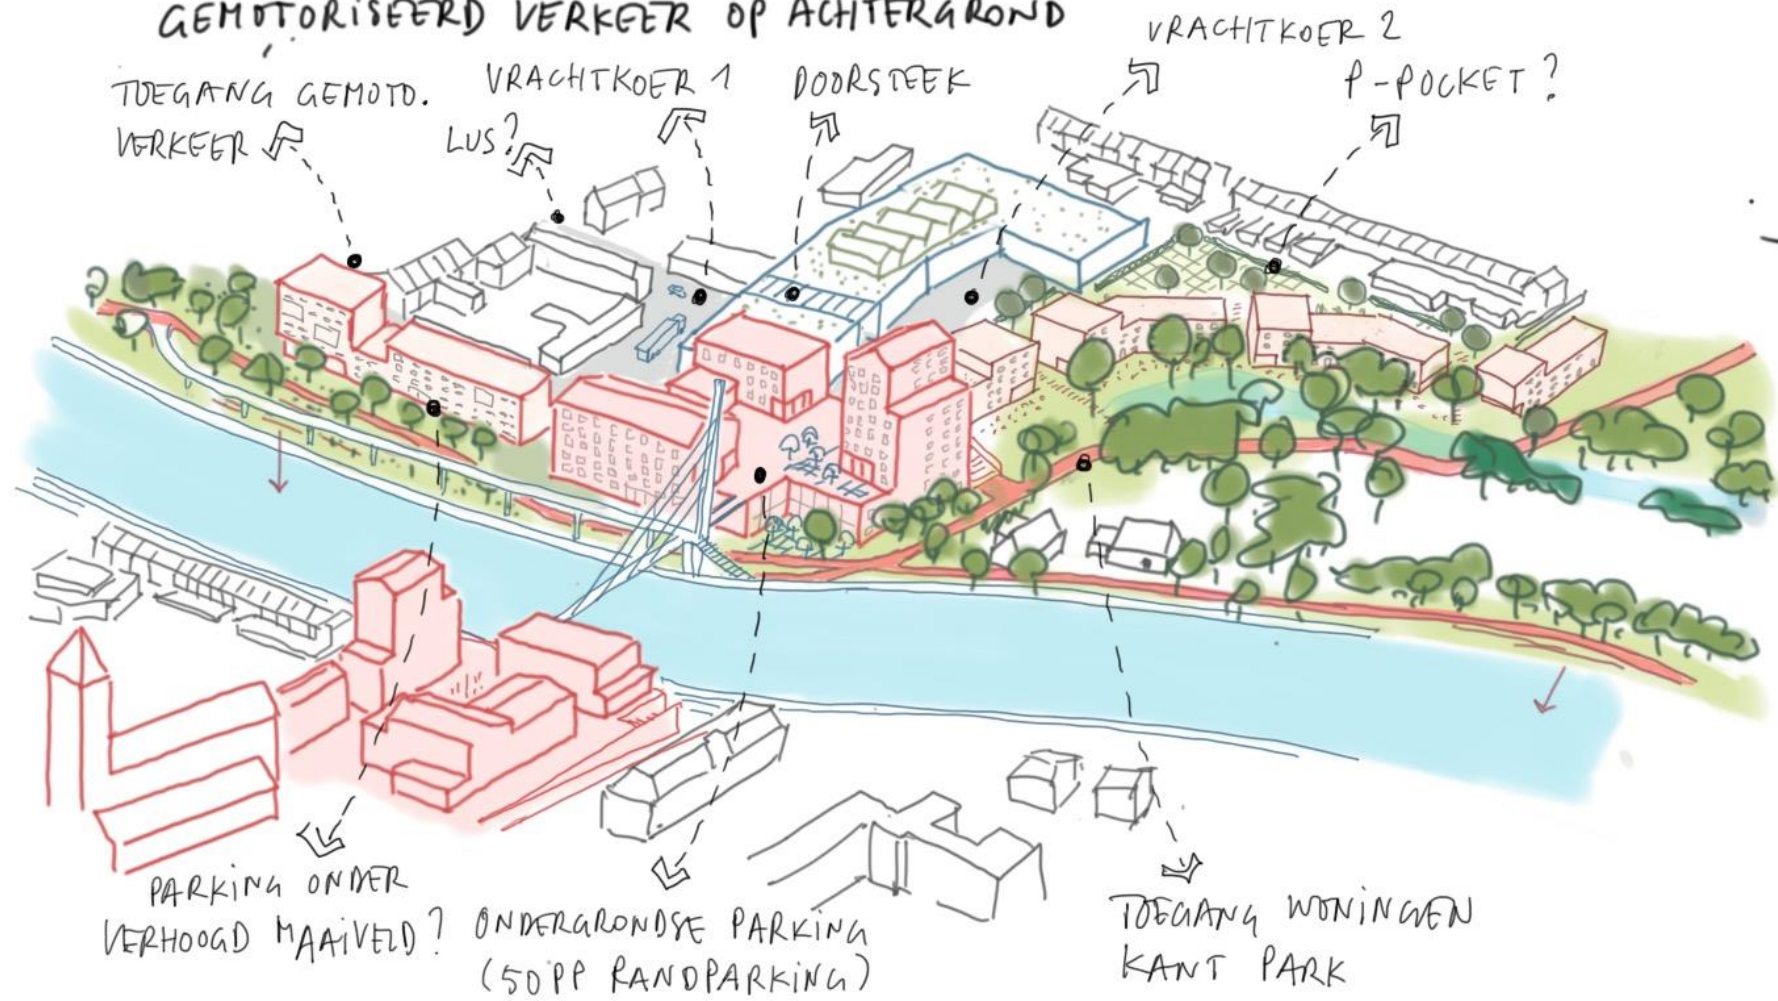 GEMOTORISEERD VERKEER OP ACHTERGROND
TOEGANG GEMOTO.
VERKEER
LUS?
VRACHTKOER 1
DOORSTEEK
VRACHTKOER 2
P-POCKET?
PARKING ONDER
VERHOOGD MAAIVELD?
ONDERGRONDSE PARKING
(50PP RANDPARKING)
TOEGANG WONINGEN
KANT PARK